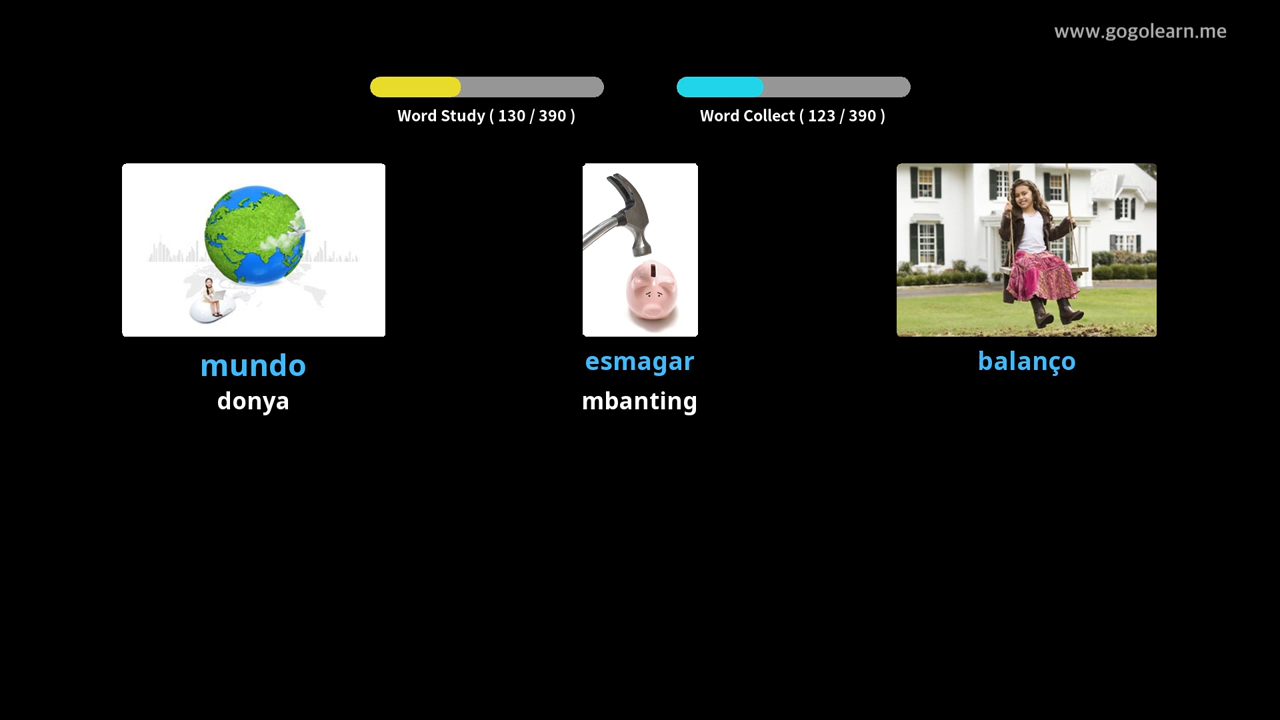 www.gogolearn.me
Word Study ( 130 / 390 )
Word Collect ( 123 / 390 )
mundo
donya
esmagar
mbanting
balanço